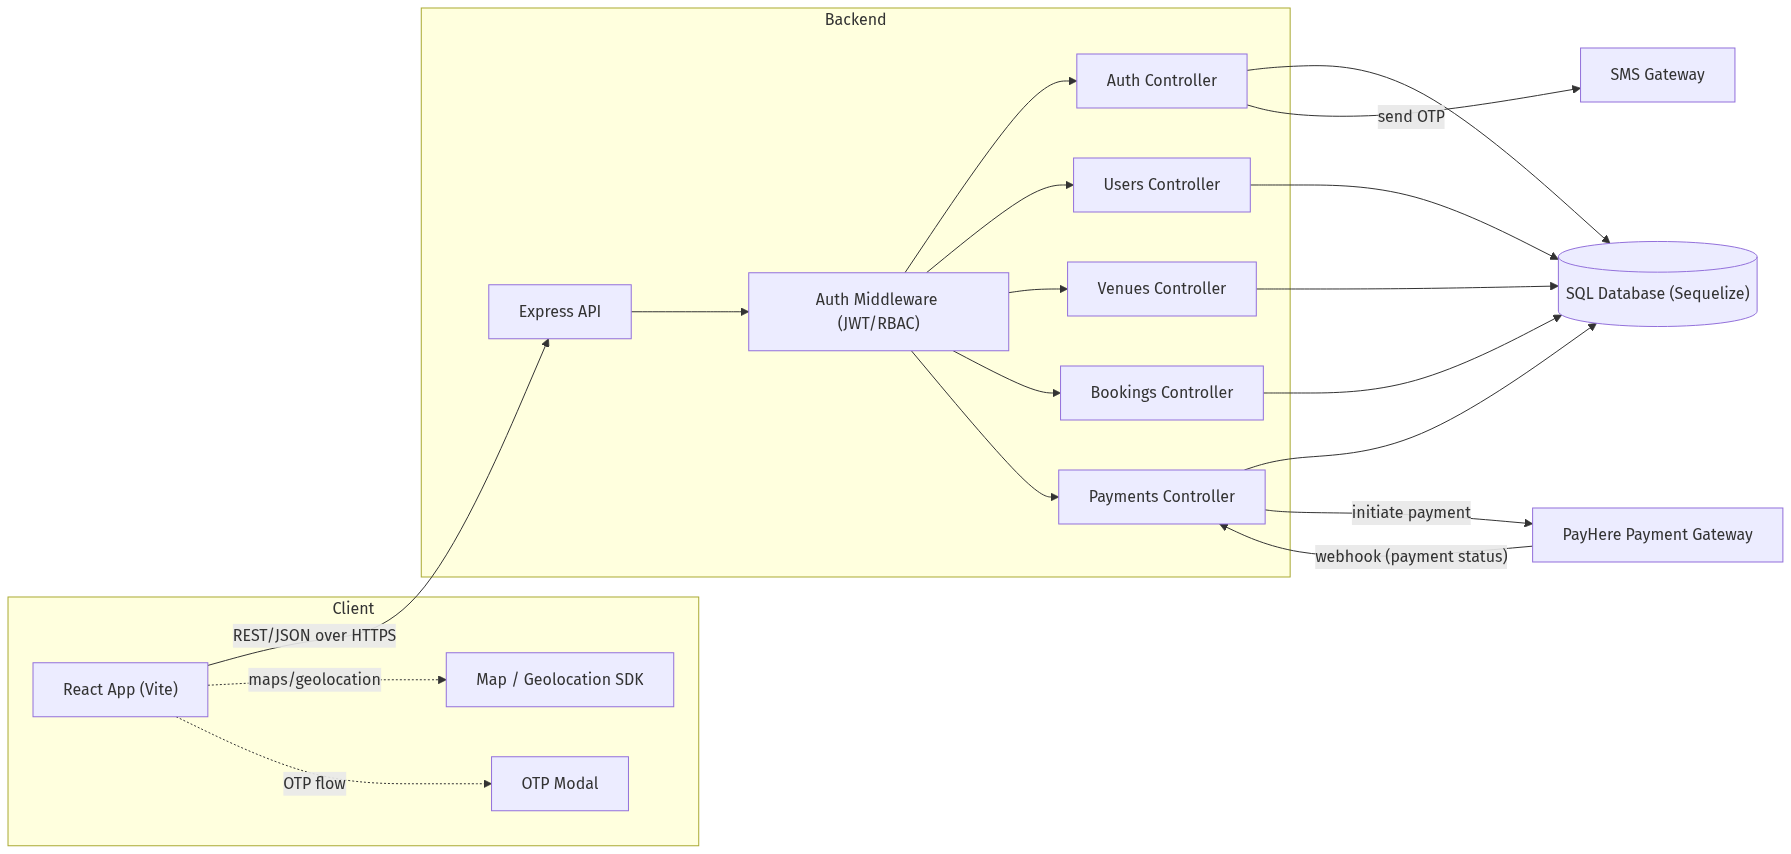 Backend
Auth Controller
SMS Gateway
send OTP
Users Controller
Venues Controller
SQL Database (Sequelize)
Express API
Auth Middleware
(JWT/RBAC)
Bookings Controller
Payments Controller
initiate payment
PayHere Payment Gateway
webhook (payment status)
Client
REST/JSON over HTTPS
React App (Vite)
maps/geolocation
Map / Geolocation SDK
OTP flow
OTP Modal